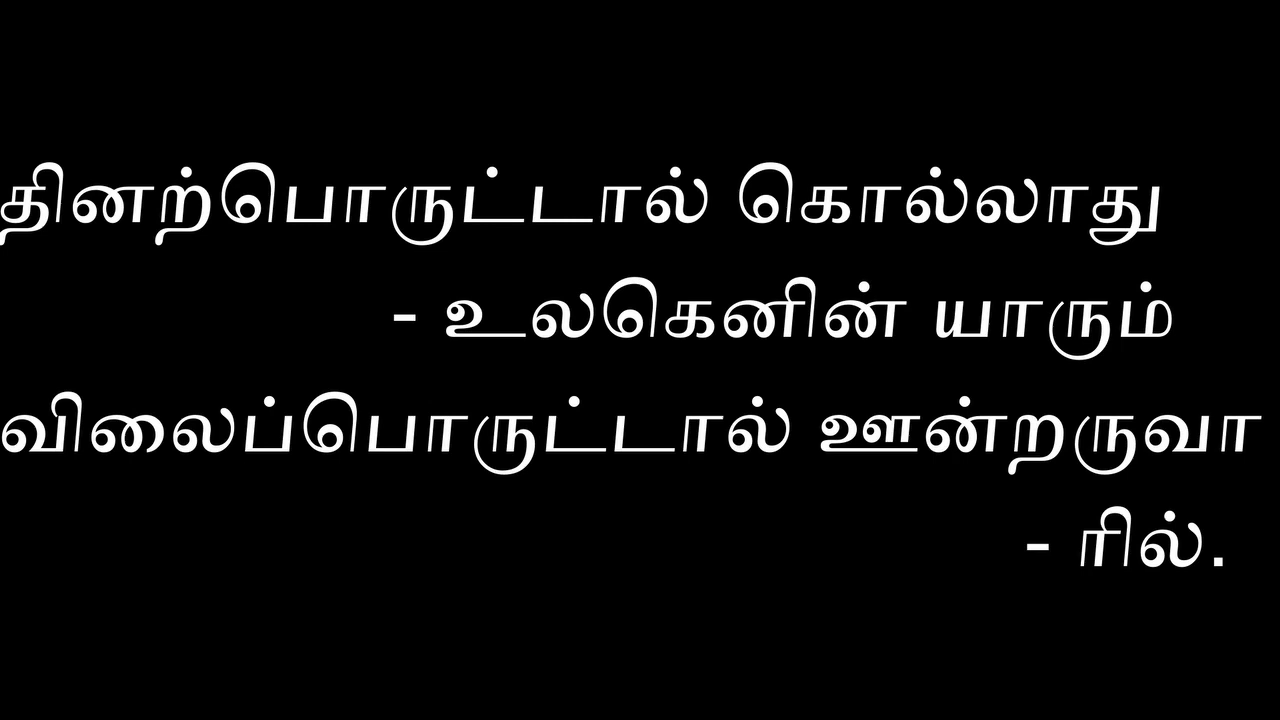 தினற்பொருட்டால் கொல்லாது
- உலகெனின் யாரும்
விலைப்பொருட்டால் ஊன்றருவா
- ரில்.